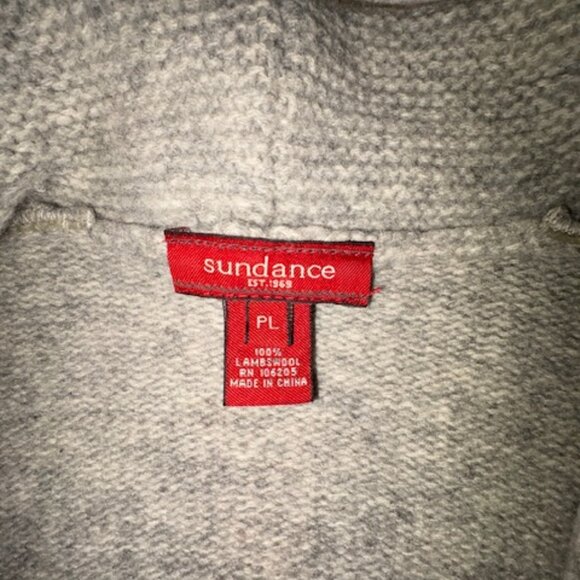 sundance
EST. 1969
PL
100%
LAMBSWOOL
RN 106205
MADE IN CHINA